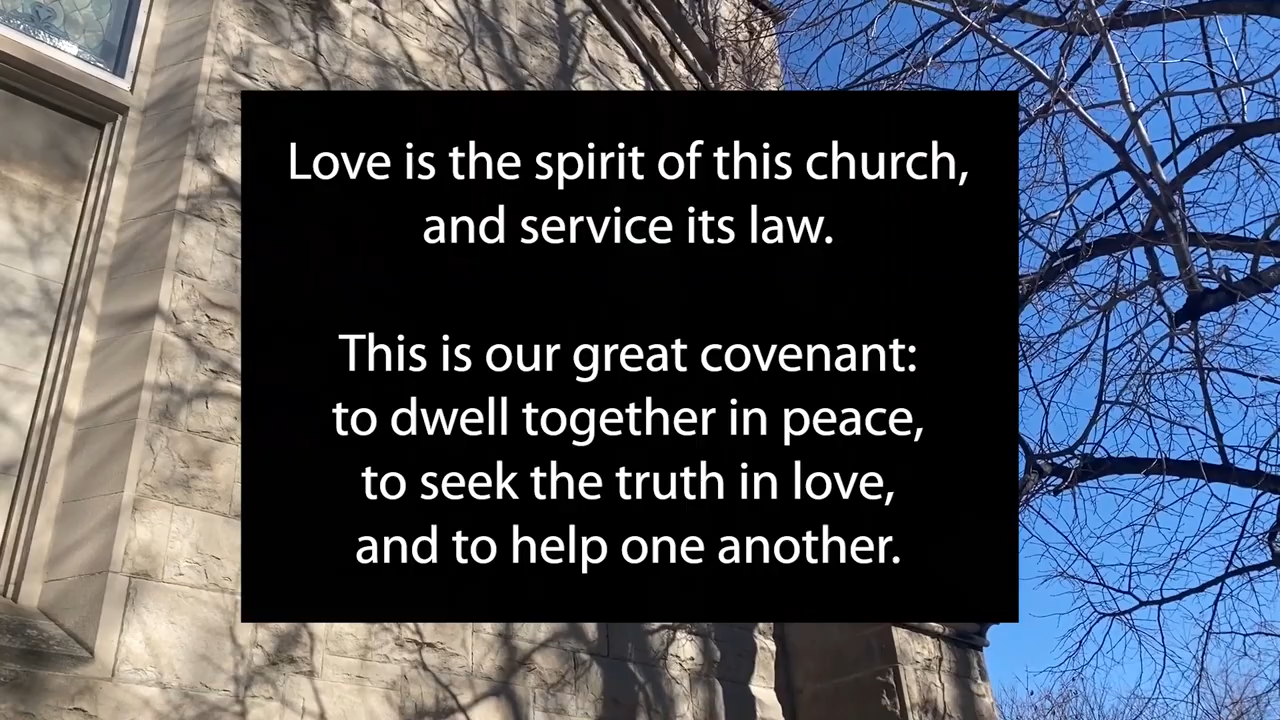 Love is the spirit of this church,
and service its law.
This is our great covenant:
to dwell together in peace,
to seek the truth in love,
and to help one another.